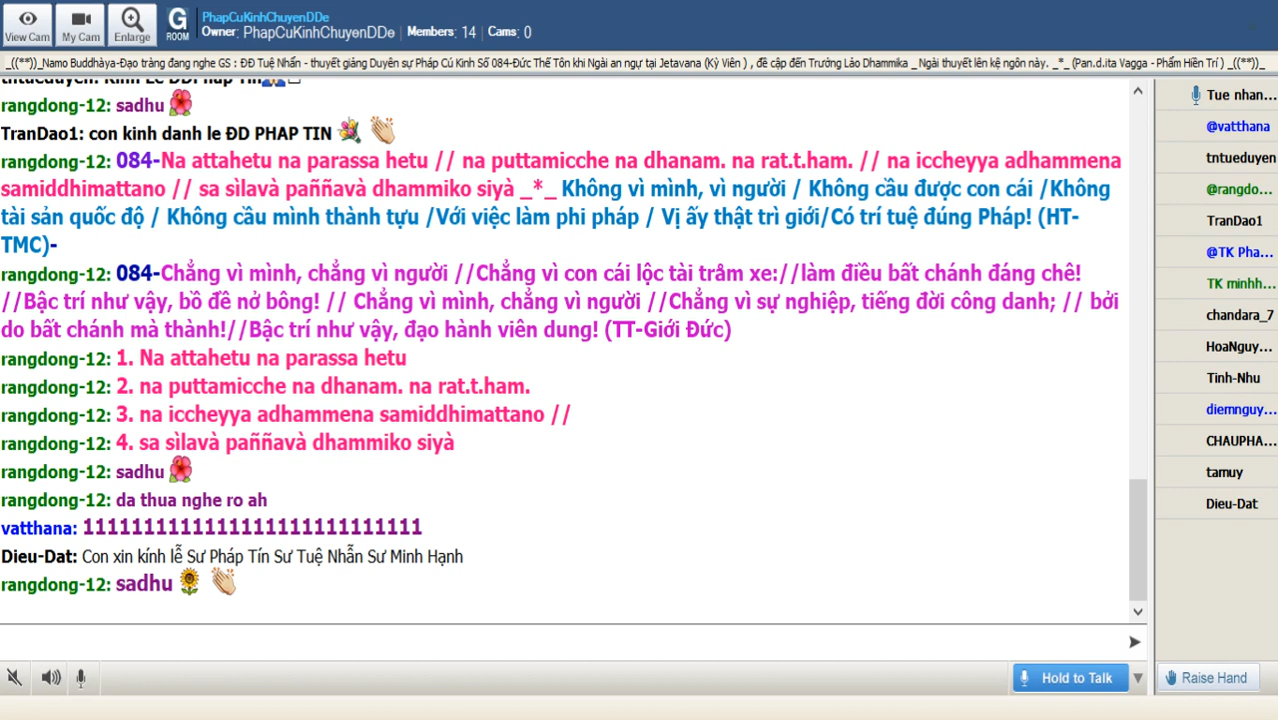 View Cam
My Cam
Enlarge
G
ROOM
PhapCuKinhChuyenDDe
Owner: PhapCuKinhChuyenDDe Members: 14 Cams: 0
_((**))_Namo Buddhàya-Đạo tràng đang nghe GS : ĐĐ Tuệ Nhẫn - thuyết giảng Duyên sự Pháp Cú Kinh Số 084-Đức Thế Tôn khi Ngài an ngự tại Jetavana (Kỳ Viên ) , đề cập đến Trưởng Lão Dhammika _ Ngài thuyết lên kệ ngôn này. _*_ (Pan.d.ita Vagga - Phẩm Hiền Trí ) _((**))_
rangdong-12: sadhu
TranDao1: con kinh danh le ĐD PHAP TIN
rangdong-12: 084-Na attahetu na parassa hetu // na puttamicche na dhanam. na rat.t.ham. // na iccheyya adhammena
samiddhimattano // sa sìlavà paññavà dhammiko siyà _*_ Không vì mình, vì người / Không cầu được con cái /Không
tài sản quốc độ / Không cầu mình thành tựu /Với việc làm phi pháp / Vị ấy thật trì giới/Có trí tuệ đúng Pháp! (HT-
TMC)-
rangdong-12: 084-Chẳng vì mình, chẳng vì người //Chẳng vì con cái lộc tài trăm xe://làm điều bất chánh đáng chê!
//Bậc trí như vậy, bồ đề nở bông! // Chẳng vì mình, chẳng vì người //Chẳng vì sự nghiệp, tiếng đời công danh; // bởi
do bất chánh mà thành!//Bậc trí như vậy, đạo hành viên dung! (TT-Giới Đức)
rangdong-12: 1. Na attahetu na parassa hetu
rangdong-12: 2. na puttamicche na dhanam. na rat.t.ham.
rangdong-12: 3. na iccheyya adhammena samiddhimattano //
rangdong-12: 4. sa sìlavà paññavà dhammiko siyà
rangdong-12: sadhu
rangdong-12: da thua nghe ro ah
vatthana: 1111111111111111111111111111
Dieu-Dat: Con xin kính lễ Sư Pháp Tín Sư Tuệ Nhẫn Sư Minh Hạnh
rangdong-12: sadhu
Tue nhan...
@vatthana
tntueduyen
@rangdo...
TranDao1
@TK Pha...
TK minhh...
chandara_7
HoaNguy...
Tinh-Nhu
diemnguy...
CHAUPHA...
tamuy
Dieu-Dat
Hold to Talk
Raise Hand